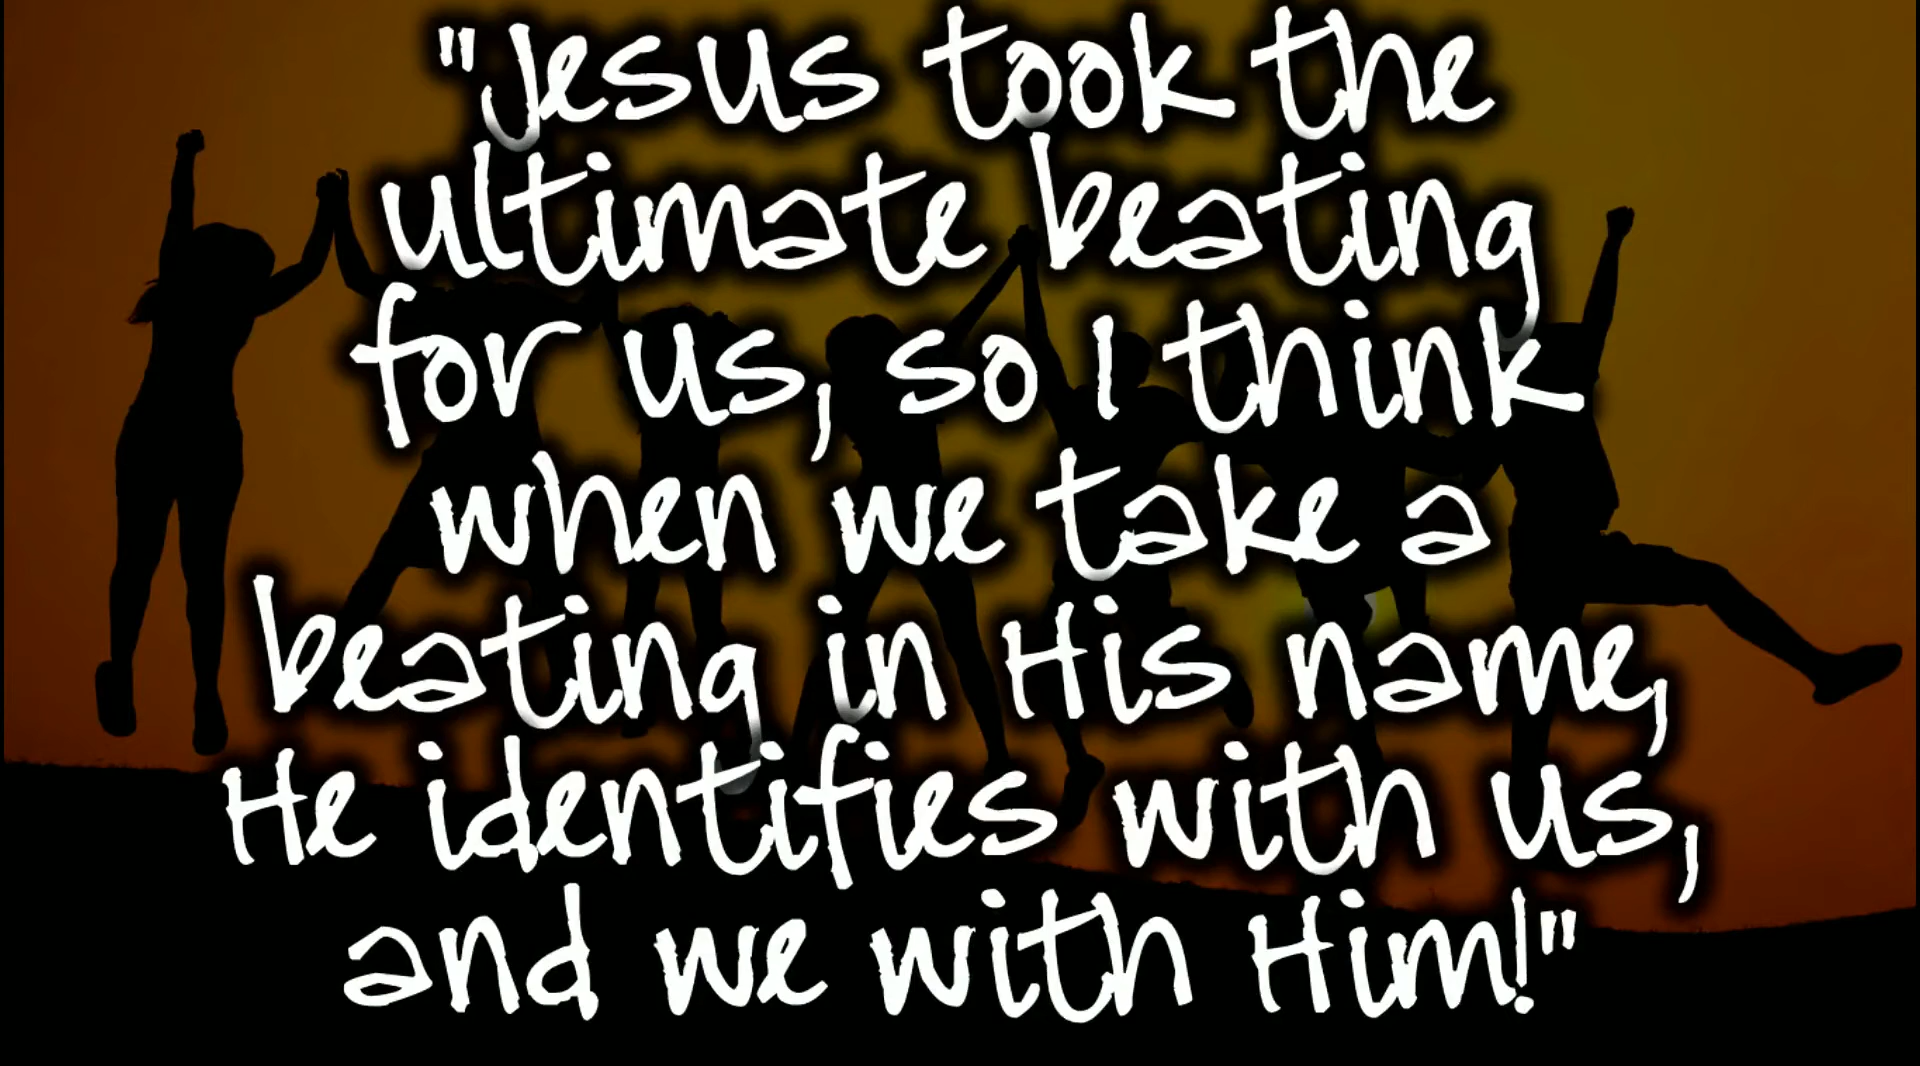 "Jesus took the
ultimate beating
for us, so I think
when we take a
beating in His name,
He identifies with us,
and we with Him!"